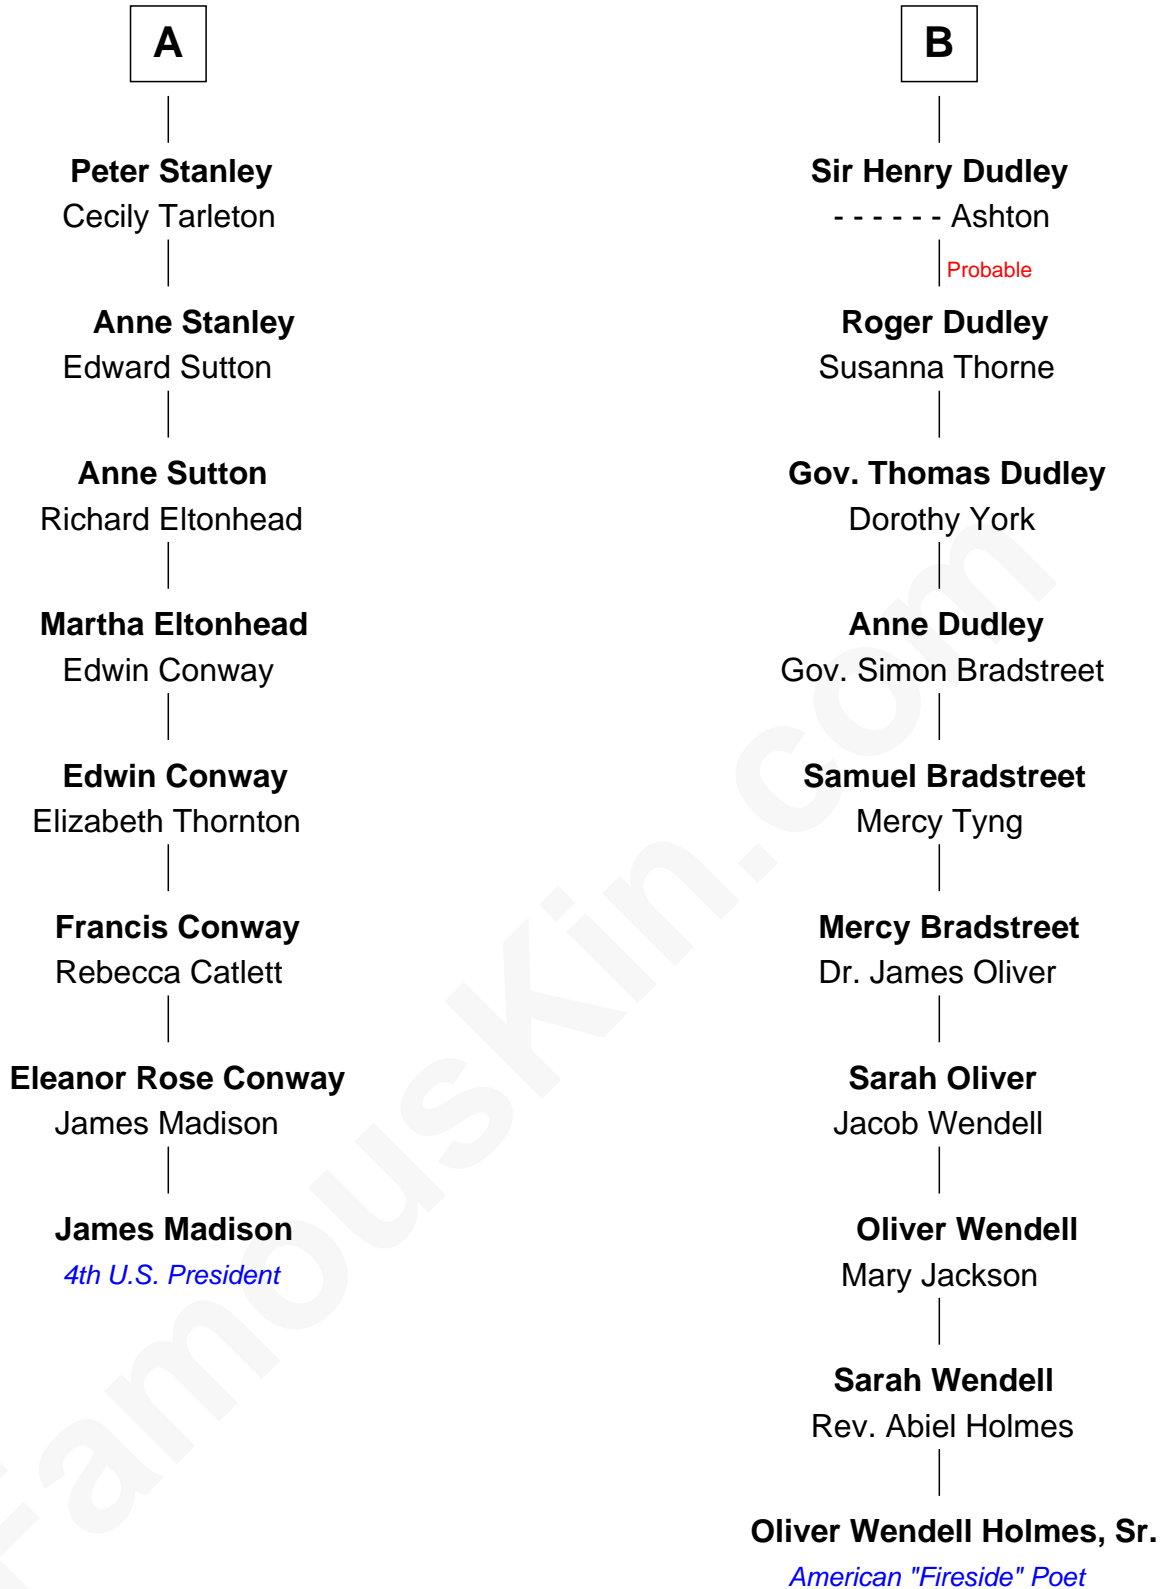 A
Peter Stanley
Cecily Tarleton
Anne Stanley
Edward Sutton
Anne Sutton
Richard Eltonhead
Martha Eltonhead
Edwin Conway
Edwin Conway
Elizabeth Thornton
Francis Conway
Rebecca Catlett
Eleanor Rose Conway
James Madison
James Madison
4th U.S. President
B
Sir Henry Dudley
- - - - - - Ashton
Probable
Roger Dudley
Susanna Thorne
Gov. Thomas Dudley
Dorothy York
Anne Dudley
Gov. Simon Bradstreet
Samuel Bradstreet
Mercy Tyng
Mercy Bradstreet
Dr. James Oliver
Sarah Oliver
Jacob Wendell
Oliver Wendell
Mary Jackson
Sarah Wendell
Rev. Abiel Holmes
Oliver Wendell Holmes, Sr.
American "Fireside" Poet
FamousKin.com